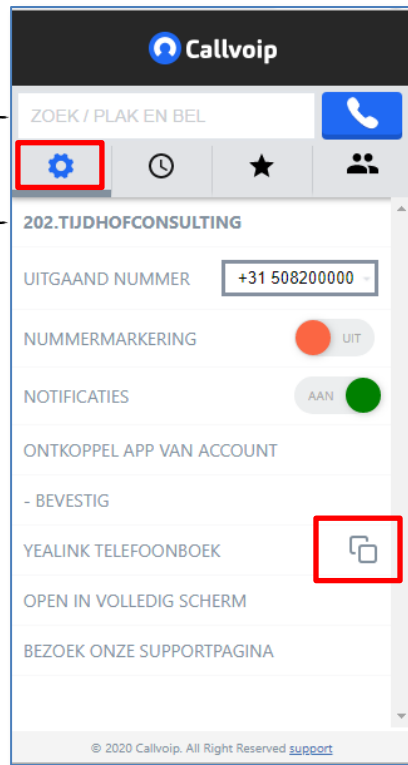 Callvoip
ZOEK / PLAK EN BEL
202.TIJDHOFCONSULTING
UITGAAND NUMMER +31 508200000
NUMMERMARKERING UIT
NOTIFICATIES AAN
ONTKOPPEL APP VAN ACCOUNT
- BEVESTIG
YEALINK TELEFOONBOEK
OPEN IN VOLLEDIG SCHERM
BEZOEK ONZE SUPPORTPAGINA
© 2020 Callvoip. All Right Reserved support